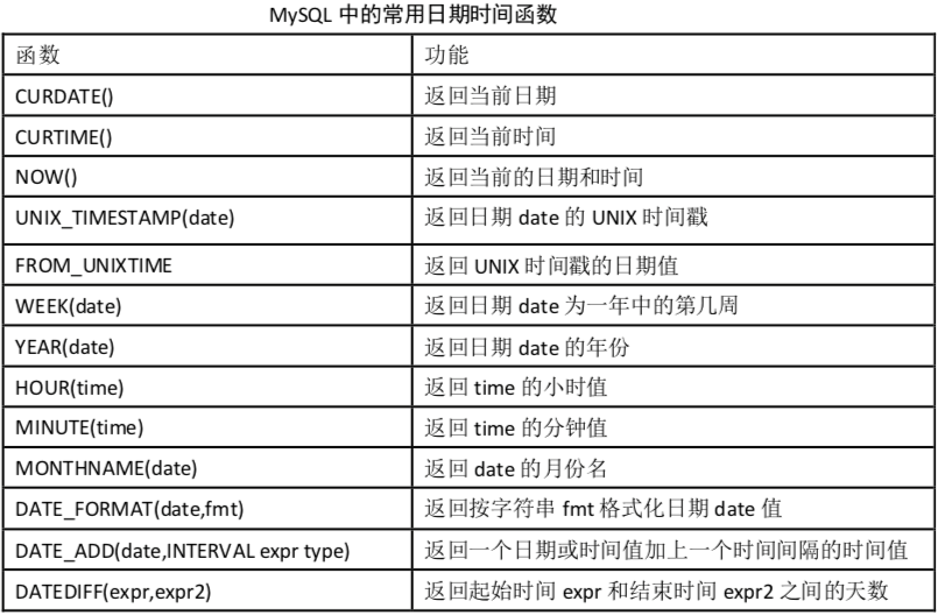 MySQL 中的常用日期时间函数
函数 功能
CURDATE() 返回当前日期
CURTIME() 返回当前时间
NOW() 返回当前的日期和时间
UNIX_TIMESTAMP(date) 返回日期 date 的 UNIX 时间戳
FROM_UNIXTIME 返回 UNIX 时间戳的日期值
WEEK(date) 返回日期 date 为一年中的第几周
YEAR(date) 返回日期 date 的年份
HOUR(time) 返回 time 的小时值
MINUTE(time) 返回 time 的分钟值
MONTHNAME(date) 返回 date 的月份名
DATE_FORMAT(date,fmt) 返回按字符串 fmt 格式化日期 date 值
DATE_ADD(date,INTERVAL expr type) 返回一个日期或时间值加上一个时间间隔的时间值
DATEDIFF(expr,expr2) 返回起始时间 expr 和结束时间 expr2 之间的天数